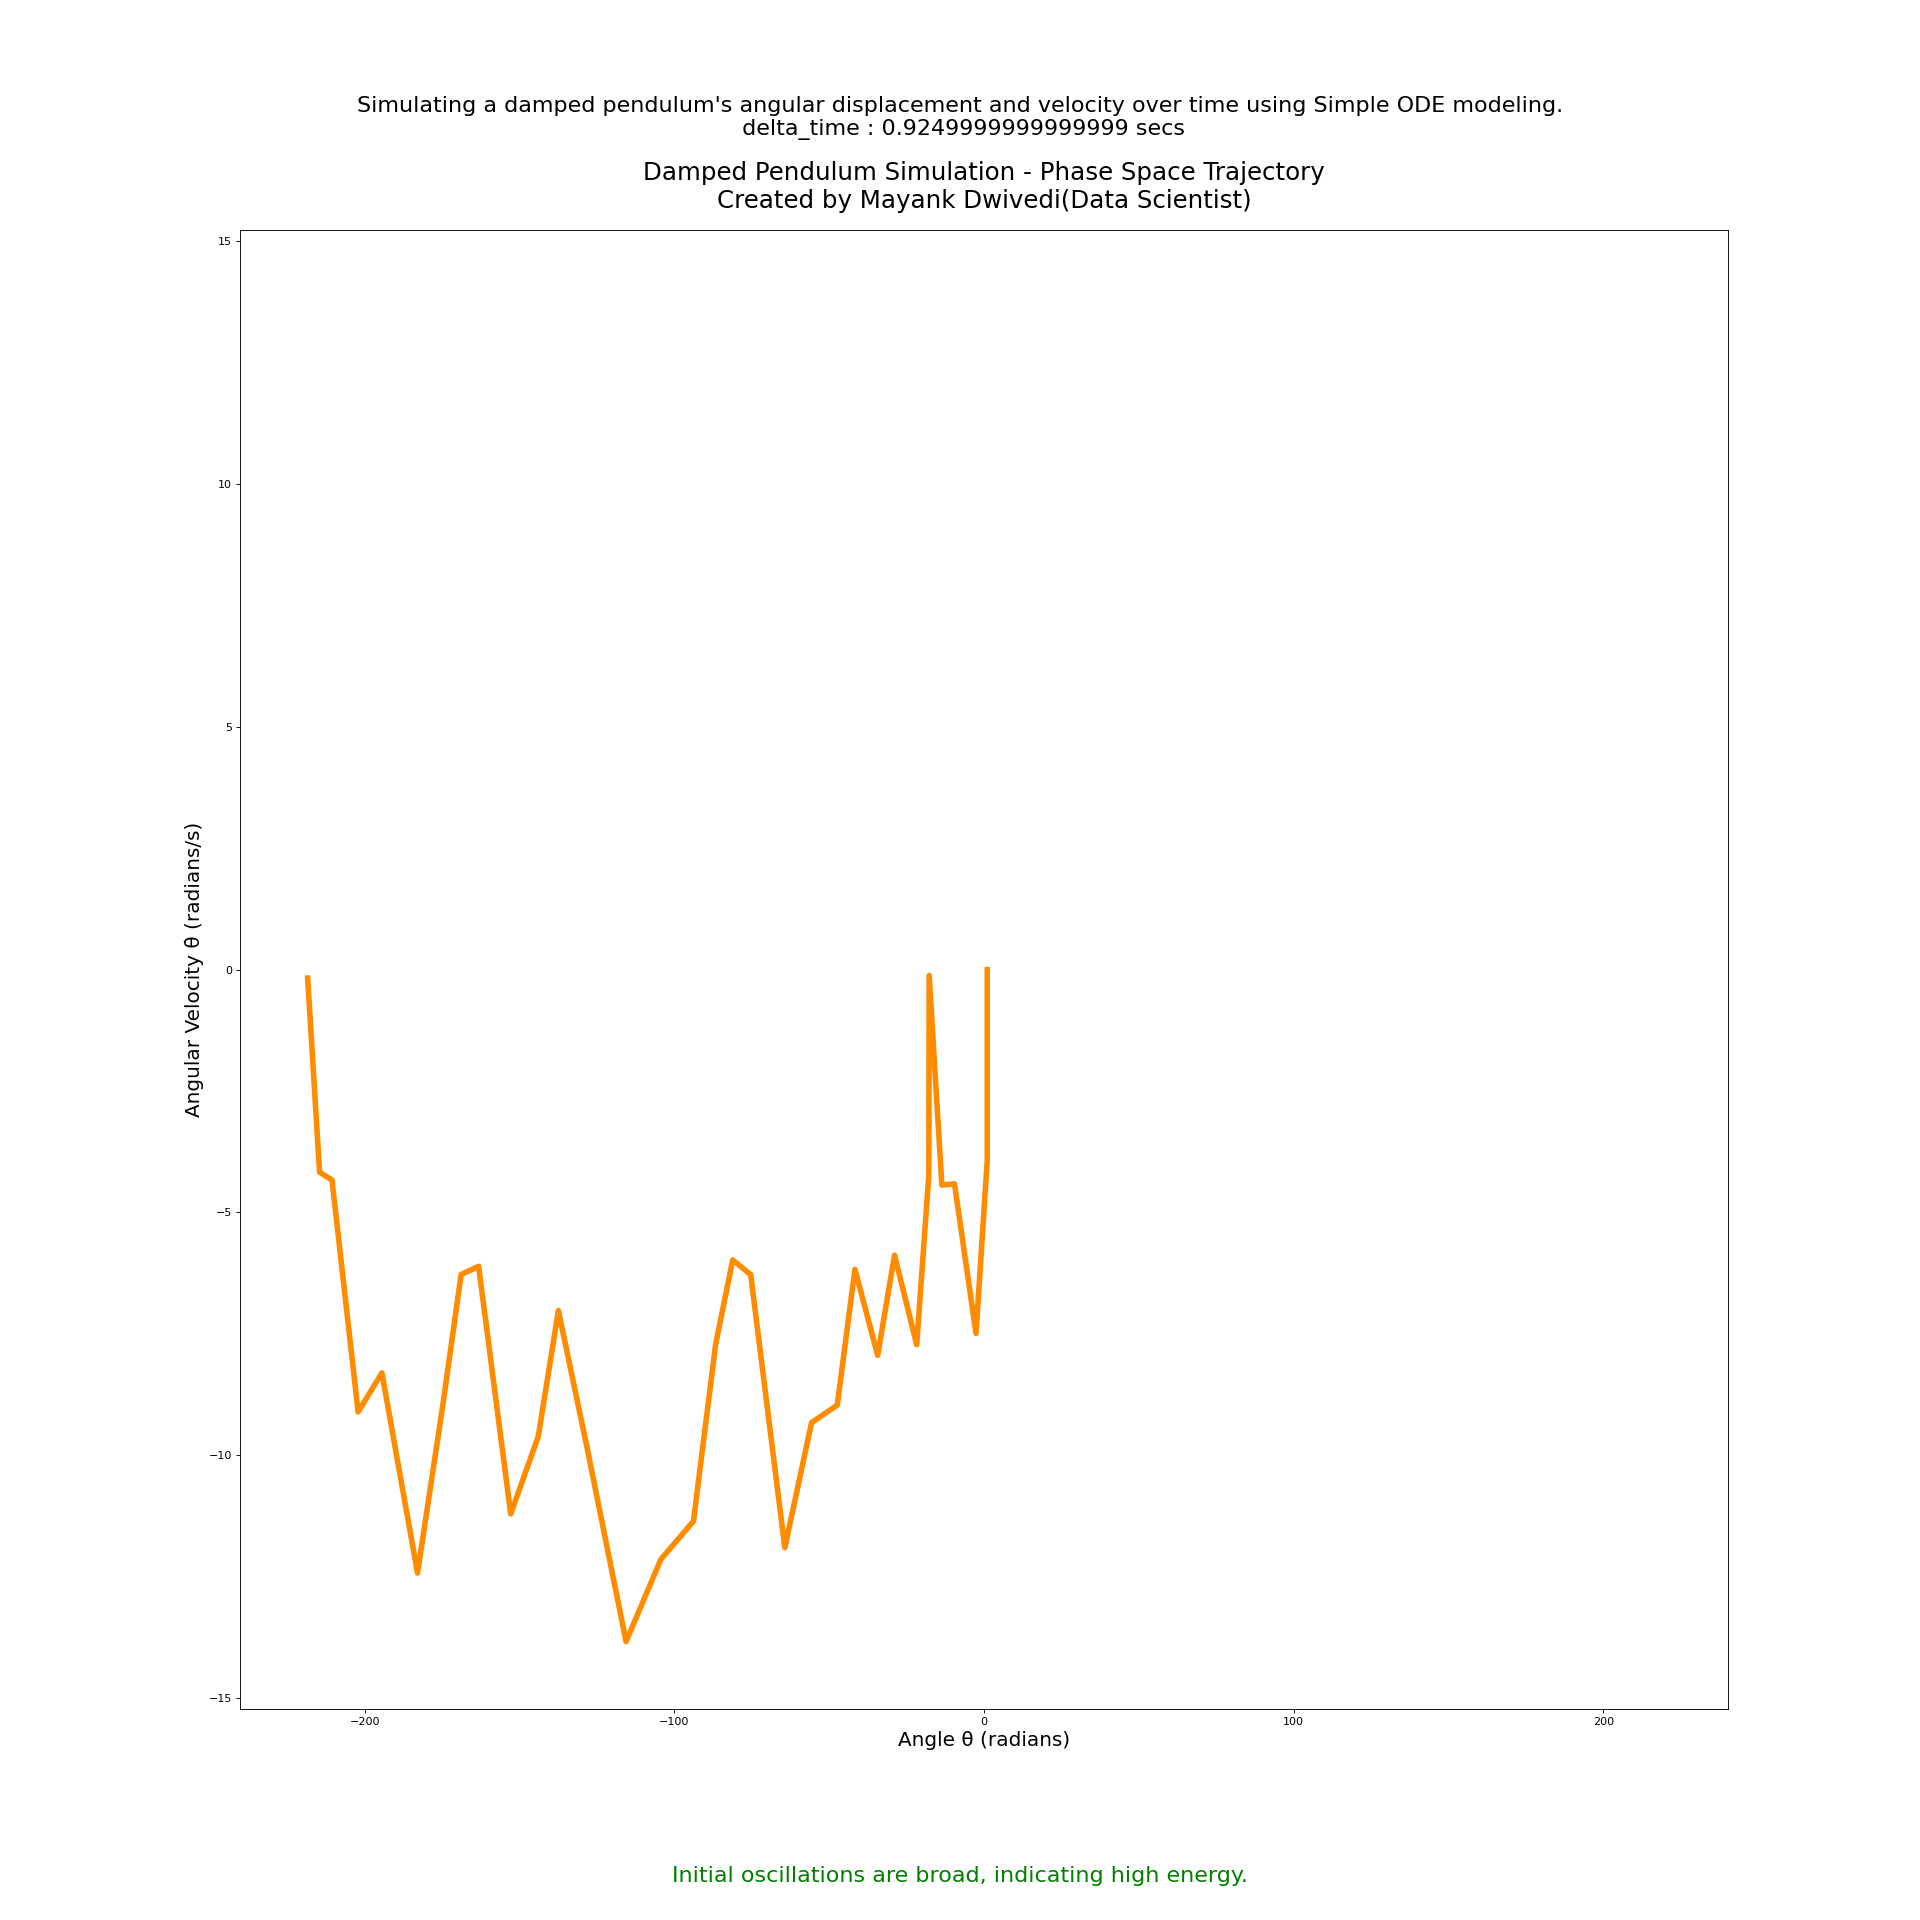 Simulating a damped pendulum's angular displacement and velocity over time using Simple ODE modeling.
delta_time : 0.9249999999999999 secs
Damped Pendulum Simulation - Phase Space Trajectory
Created by Mayank Dwivedi(Data Scientist)
15
10
5
0
−5
−10
−15
Angular Velocity θ (radians/s)
−200
−100
0
100
200
Angle θ (radians)
Initial oscillations are broad, indicating high energy.